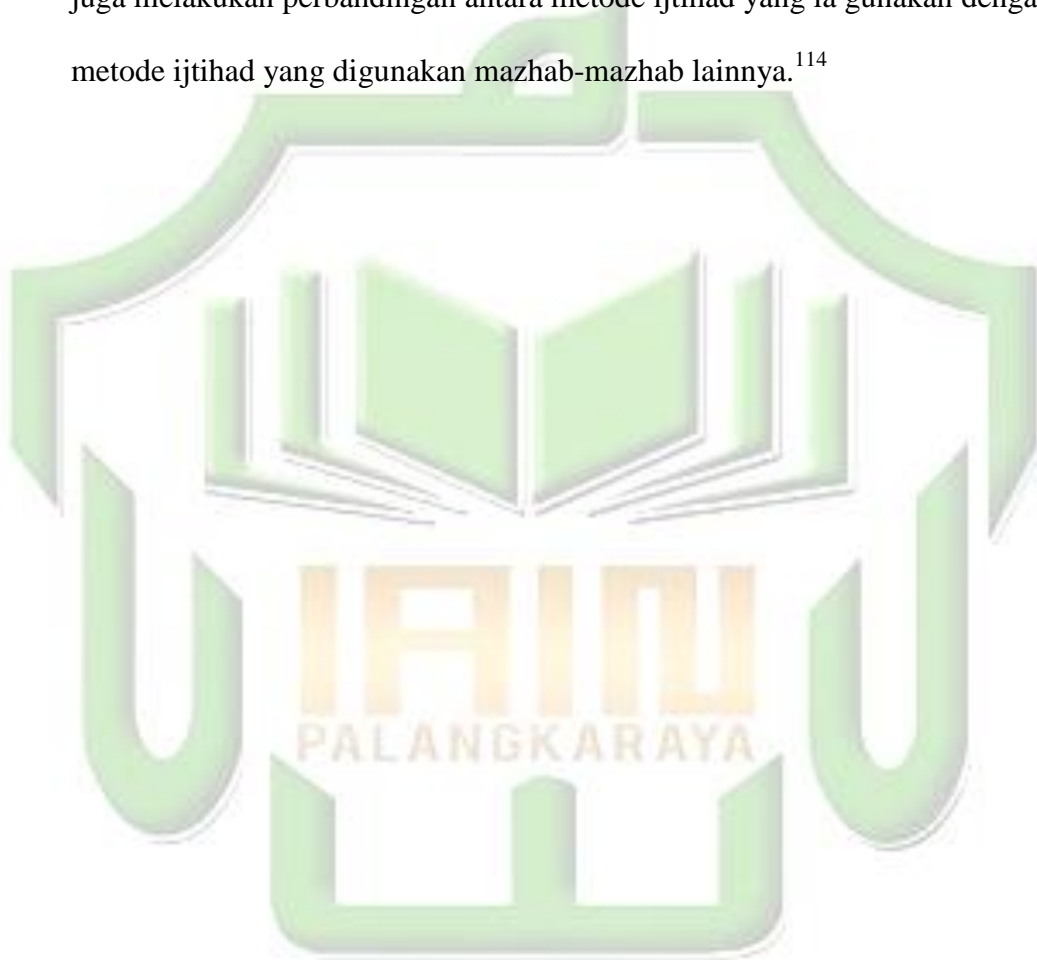 juga melakukan perbandingan antara metode ijtihad yang ia gunakan denga
metode ijtihad yang digunakan mazhab-mazhab lainnya.114
IAIN
PALANGKARAYA